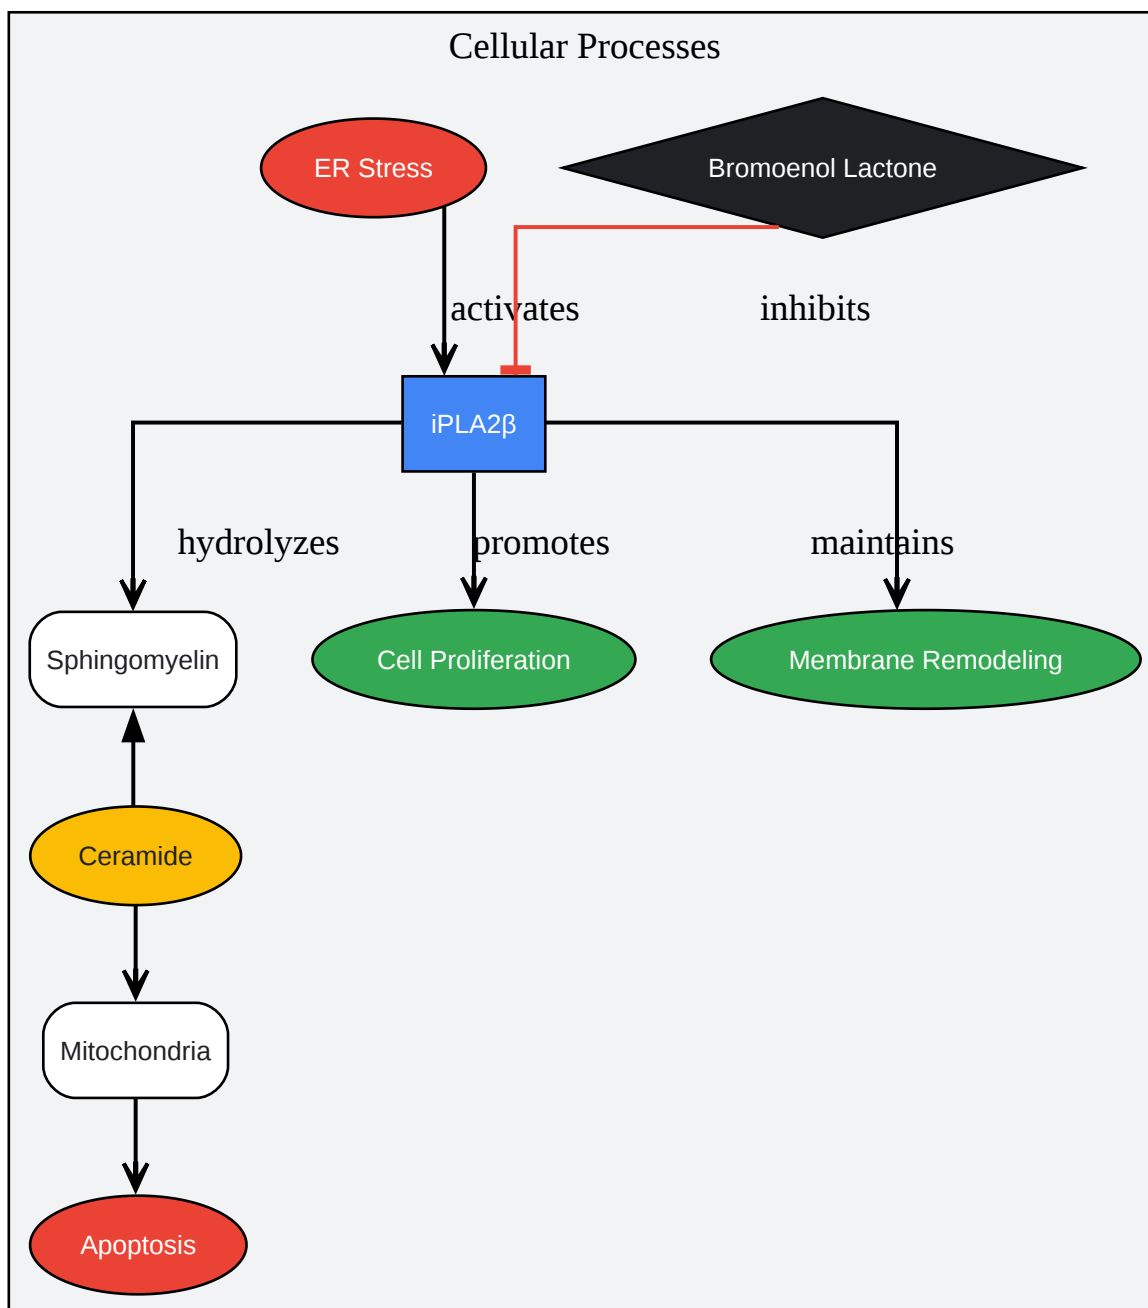 Cellular Processes
ER Stress
Bromoenol Lactone
activates
inhibits
iPLA2β
hydrolyzes
promotes
maintains
Sphingomyelin
Cell Proliferation
Membrane Remodeling
Ceramide
Mitochondria
Apoptosis